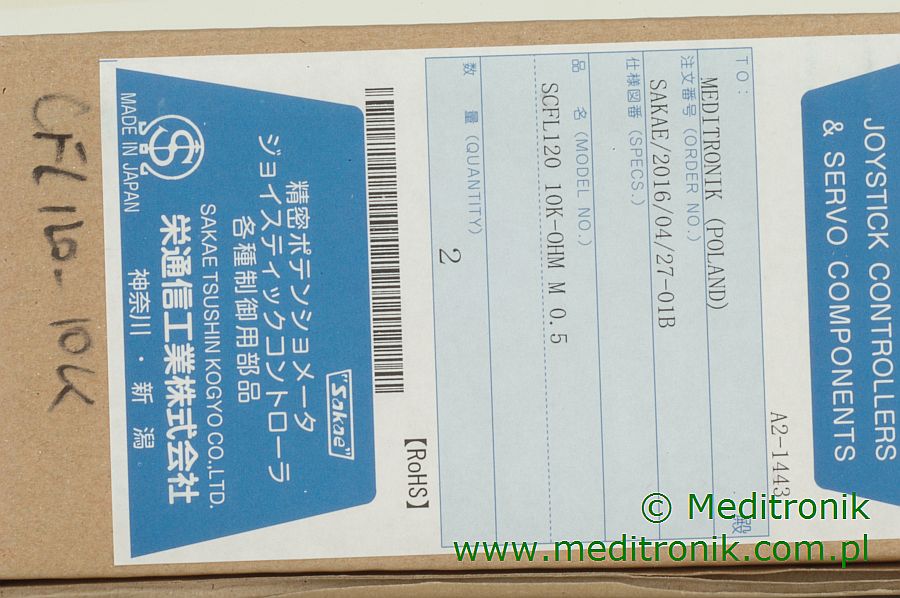 JOYSTICK CONTROLLERS
& SERVO COMPONENTS
A2-1443
TO:
MEDITRONIK (POLAND)
殿
注文番号 (ORDER NO.)
SAKAE/2016/04/27-01B
仕様図番 (SPECS.)
品 名 (MODEL NO.)
SCFL120 10K-OHM M 0.5
数 量 (QUANTITY)
2
【RoHS】
"sakae"
精密ポテンショメータ
ジョイスティックコントローラ
各種制御用部品
SAKAE TSUSHIN KOGYO CO.,LTD.
栄通信工業株式会社
神奈川 · 新潟
MADE IN JAPAN
10K
© Meditronik
www.meditronik.com.pl